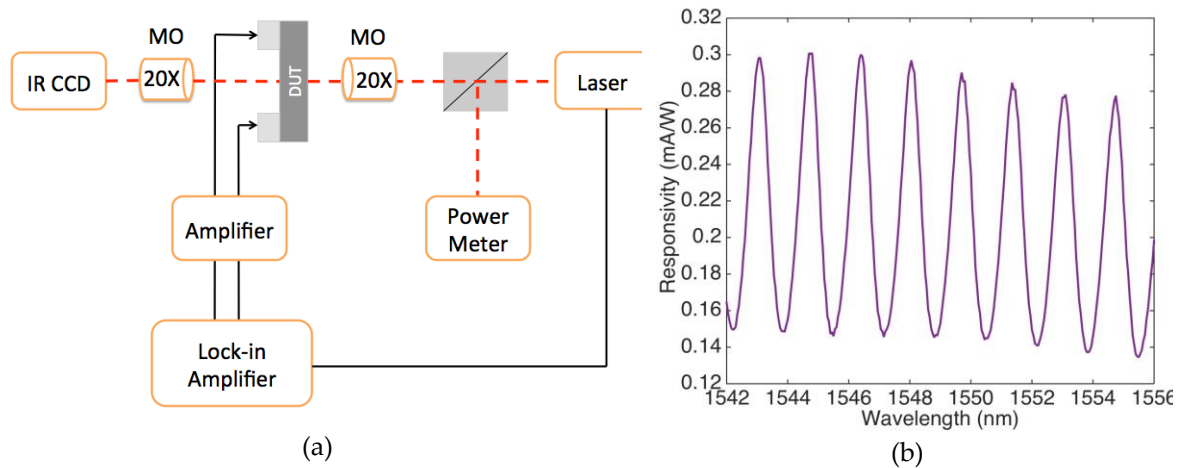 MO
MO
IR CCD
20X
DUT
20X
Laser
Amplifier
Power
Meter
Lock-in
Amplifier
(a)
0.32
0.3
0.28
0.26
0.24
0.22
0.2
0.18
0.16
0.14
0.12
Responsivity (mA/W)
1542 1544 1546 1548 1550 1552 1554 1556
Wavelength (nm)
(b)